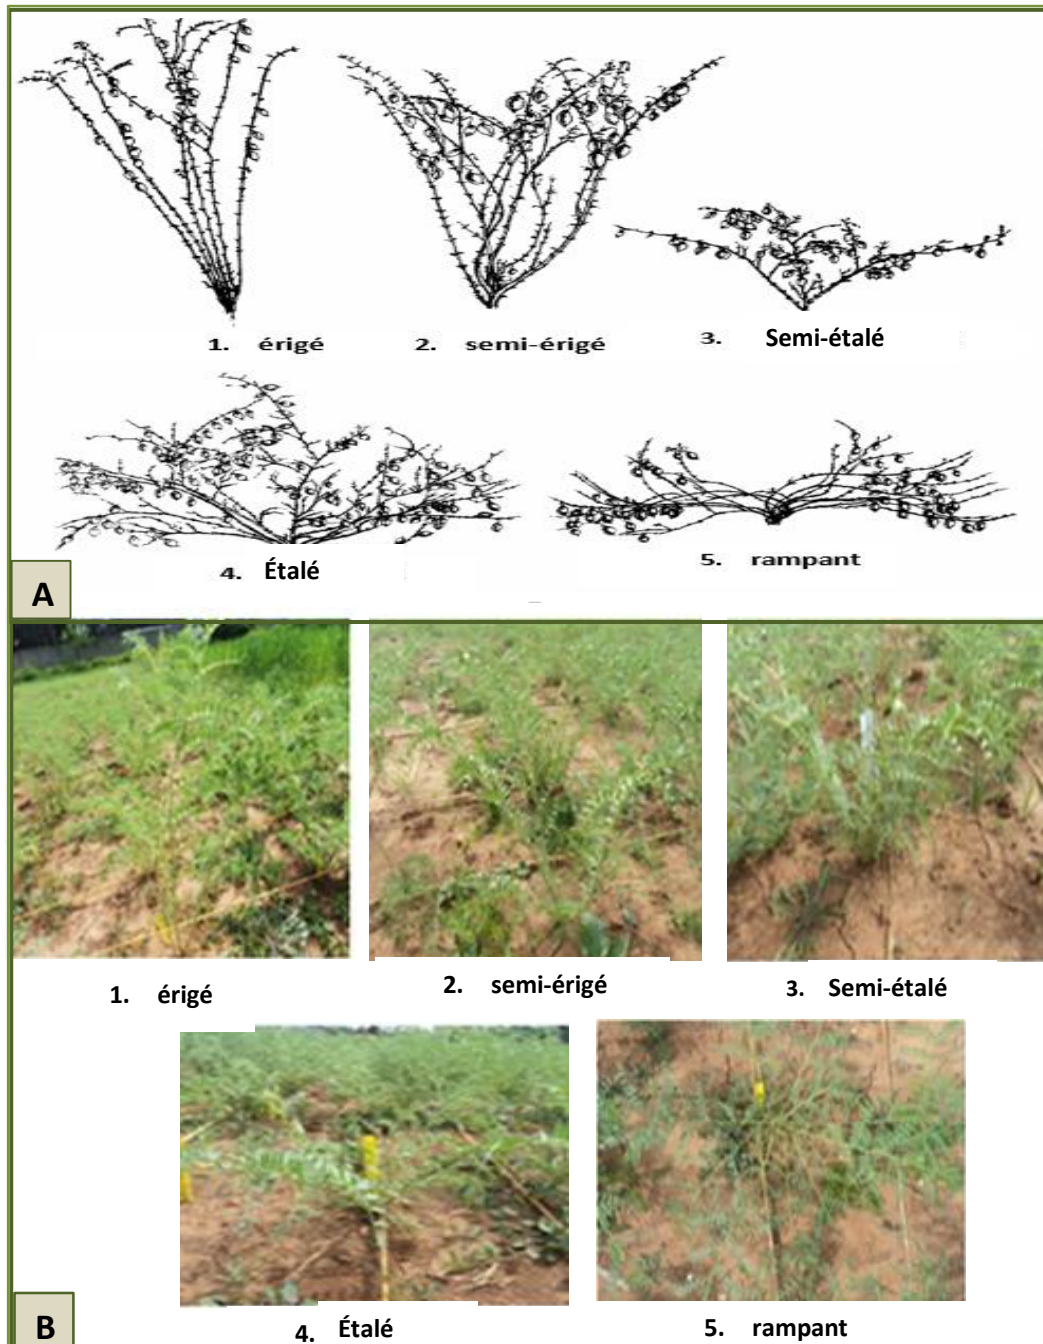 1. érigé
2. semi-érigé
3. Semi-étalé
4. Étalé
5. rampant
A
1. érigé
2. semi-érigé
3. Semi-étalé
4. Étalé
5. rampant
B